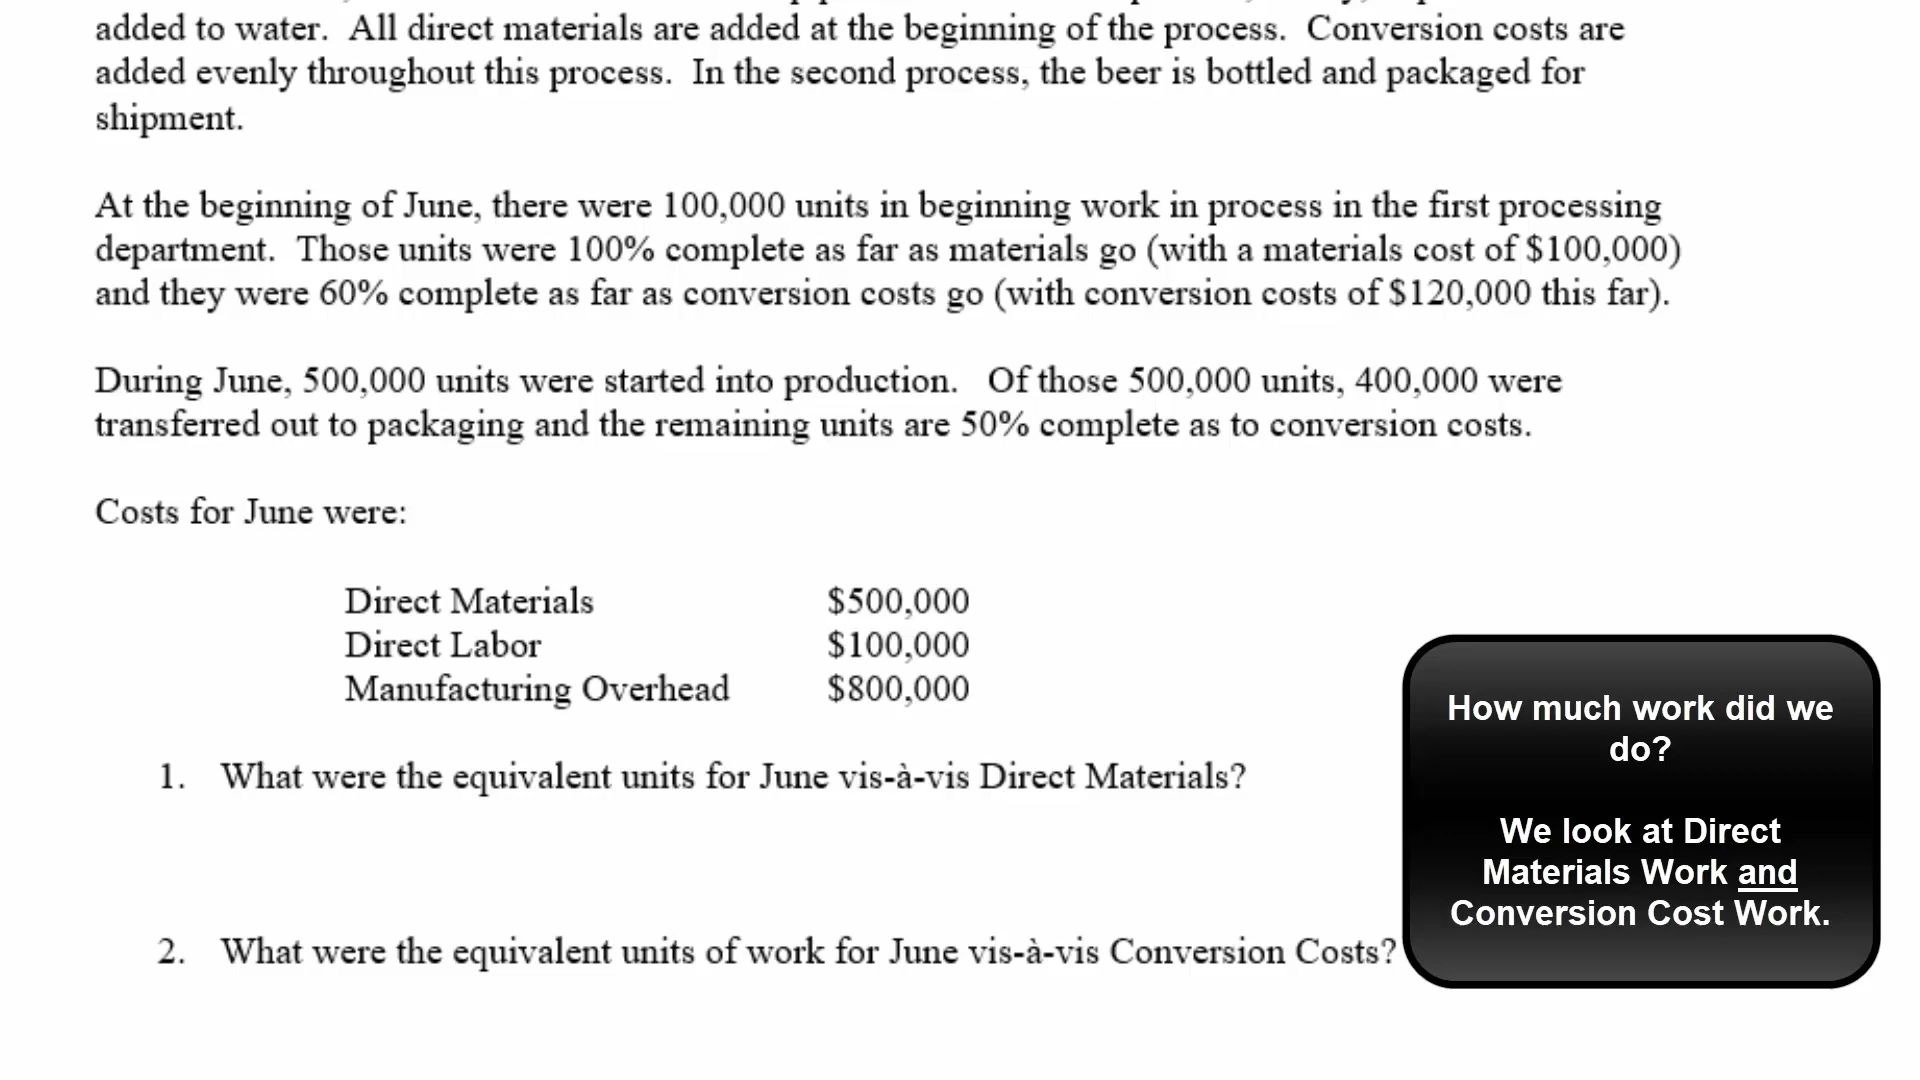 added to water. All direct materials are added at the beginning of the process. Conversion costs are
added evenly throughout this process. In the second process, the beer is bottled and packaged for
shipment.
At the beginning of June, there were 100,000 units in beginning work in process in the first processing
department. Those units were 100% complete as far as materials go (with a materials cost of $100,000)
and they were 60% complete as far as conversion costs go (with conversion costs of $120,000 this far).
During June, 500,000 units were started into production. Of those 500,000 units, 400,000 were
transferred out to packaging and the remaining units are 50% complete as to conversion costs.
Costs for June were:
Direct Materials $500,000
Direct Labor $100,000
Manufacturing Overhead $800,000
1. What were the equivalent units for June vis-à-vis Direct Materials?
2. What were the equivalent units of work for June vis-à-vis Conversion Costs?
How much work did we
do?
We look at Direct
Materials Work and
Conversion Cost Work.